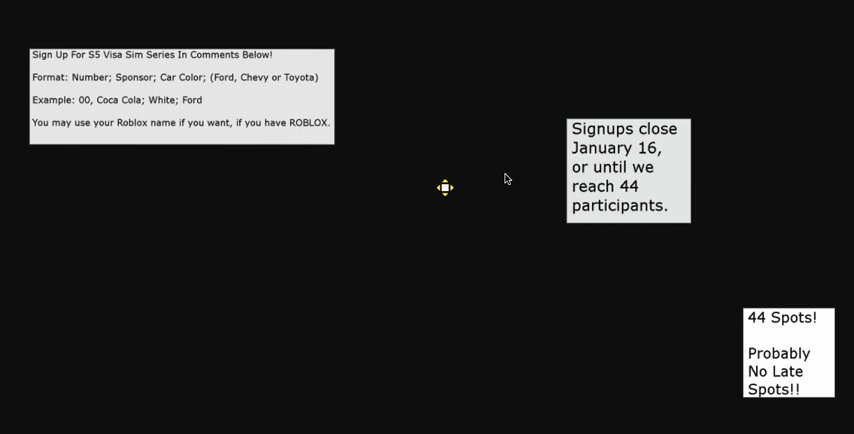 Sign Up For S5 Visa Sim Series In Comments Below!
Format: Number; Sponsor; Car Color; (Ford, Chevy or Toyota)
Example: 00, Coca Cola; White; Ford
You may use your Roblox name if you want, if you have ROBLOX.
Signups close
January 16,
or until we
reach 44
participants.
44 Spots!
Probably
No Late
Spots!!